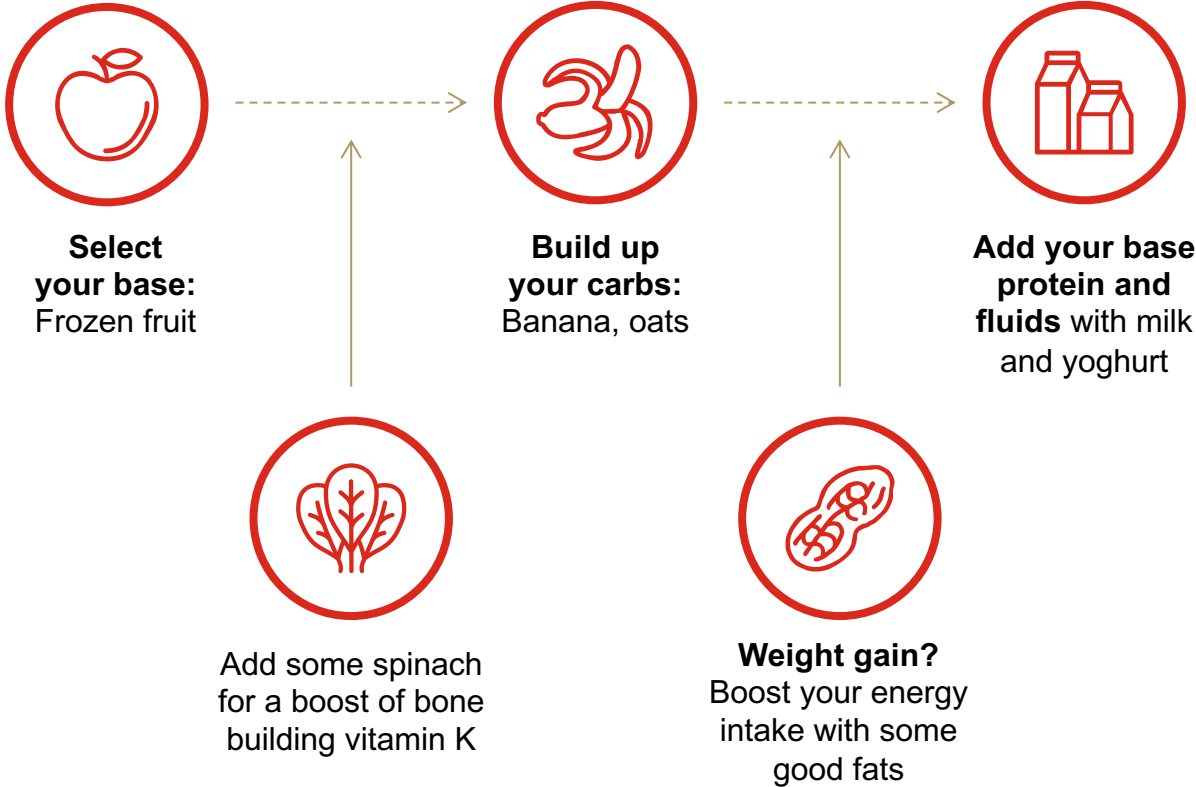 Select
your base:
Frozen fruit
Build up
your carbs:
Banana, oats
Add your base
protein and
fluids with milk
and yoghurt
Add some spinach
for a boost of bone
building vitamin K
Weight gain?
Boost your energy
intake with some
good fats